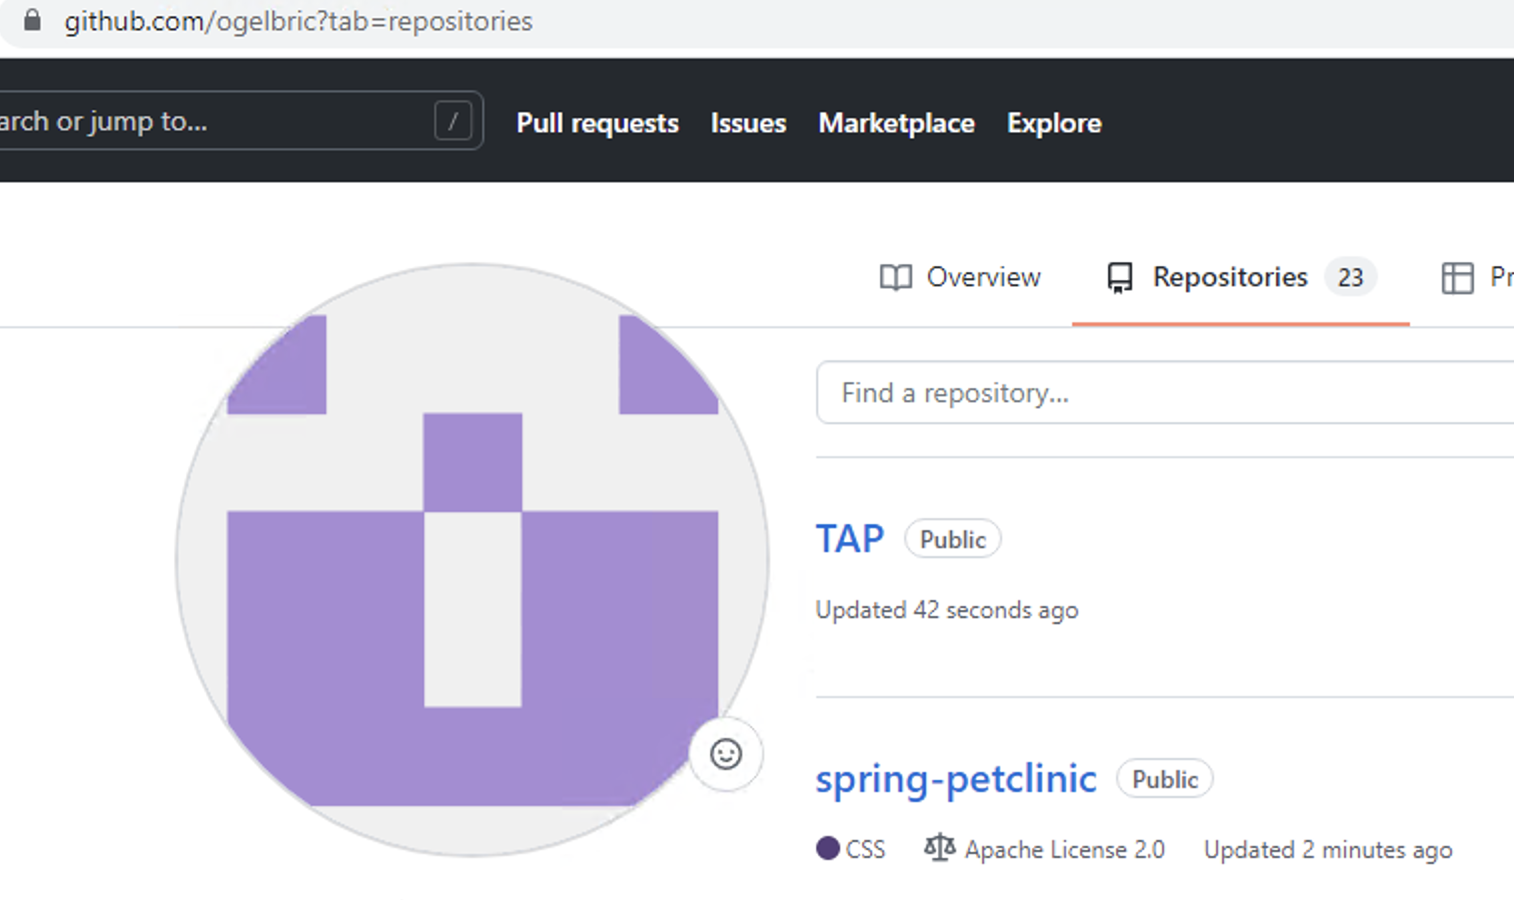 github.com/ogelbric?tab=repositories
arch or jump to... / Pull requests Issues Marketplace Explore
Overview Repositories 23 Pr
Find a repository...
TAP Public
Updated 42 seconds ago
spring-petclinic Public
CSS Apache License 2.0 Updated 2 minutes ago